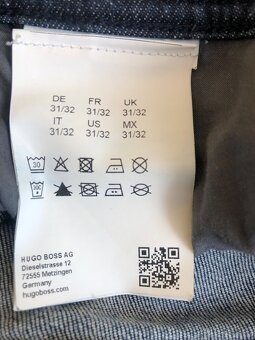 DE FR UK
31/32 31/32 31/32
IT US MX
31/32 31/32 31/32
30
HUGO BOSS AG
Dieselstrasse 12
72555 Metzingen
Germany
hugoboss.com